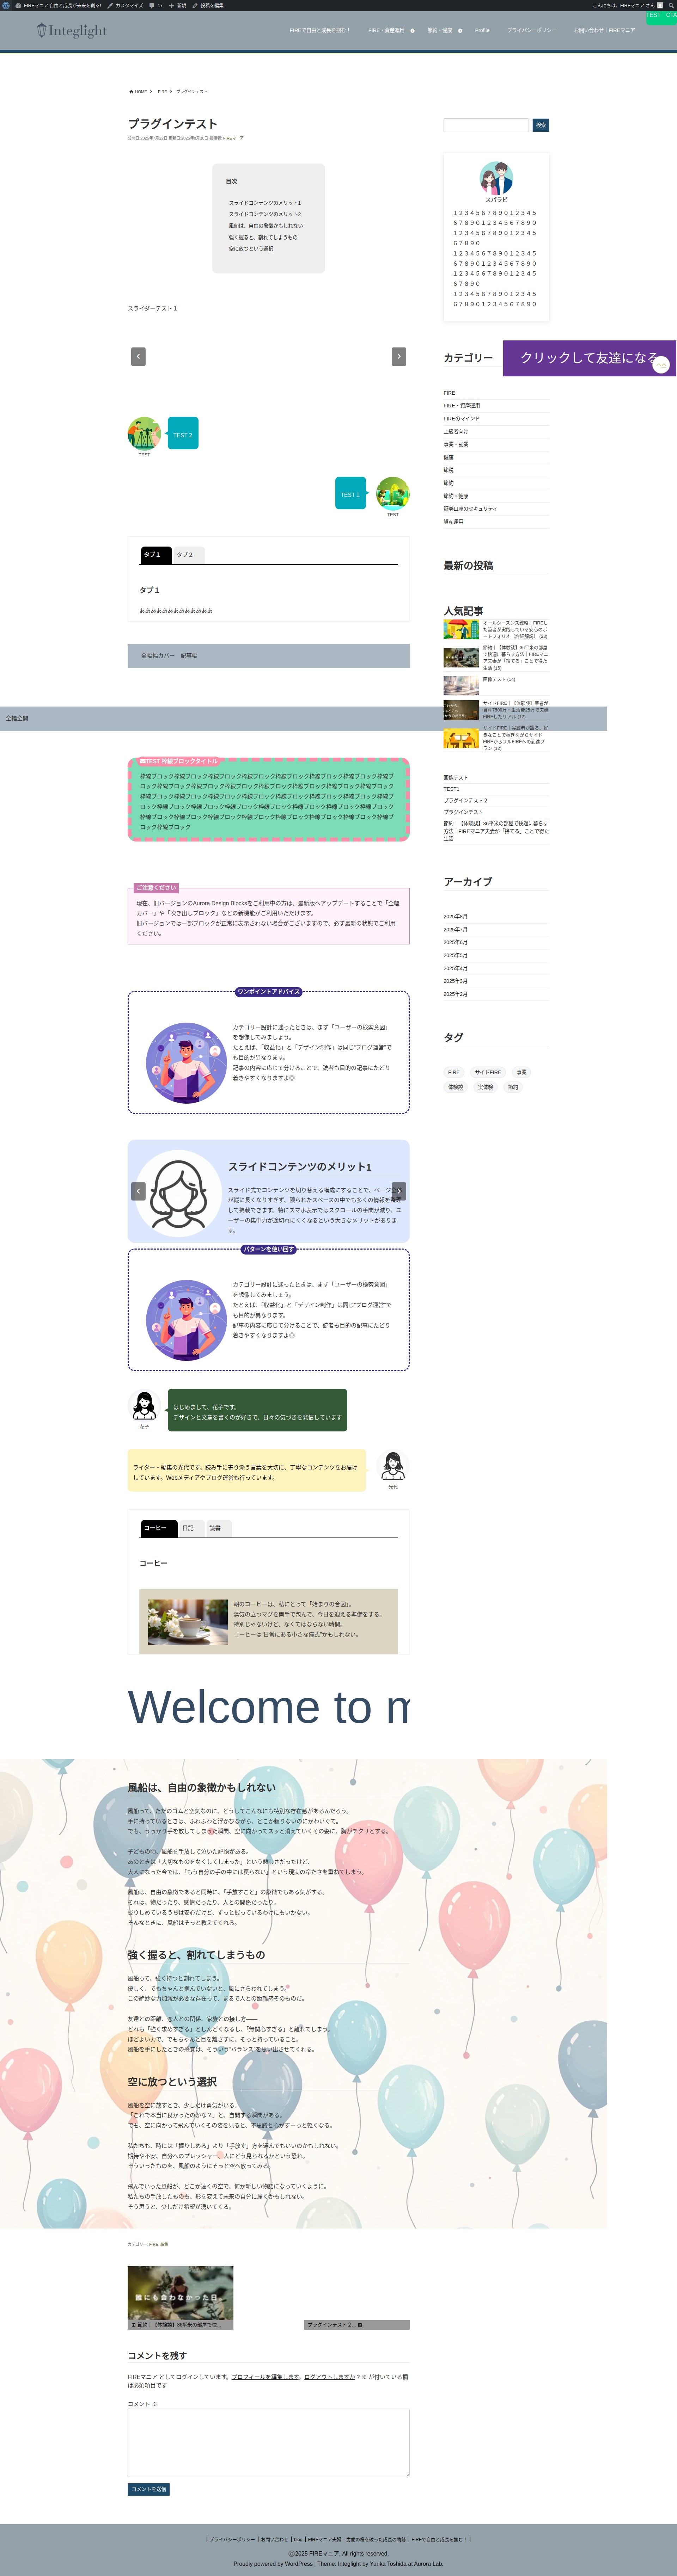 FIREマニア 自由と成長が未来を創る!
カスタマイズ
17
新規
投稿を編集
こんにちは、FIREマニア さん
Integlight
FIREで自由と成長を掴む！
FIRE・資産運用
節約・健康
Profile
プライバシーポリシー
お問い合わせ｜FIREマニア
TEST CTA
HOME
FIRE
プラグインテスト
プラグインテスト
公開日:2025年7月22日 更新日:2025年8月30日 投稿者: FIREマニア
目次
スライドコンテンツのメリット1
スライドコンテンツのメリット2
風船は、自由の象徴かもしれない
強く握ると、割れてしまうもの
空に放つという選択
スライダーテスト１
TEST２
TEST
TEST１
TEST
タブ１
タブ２
タブ１
あああああああああああああ
全幅幅カバー 記事幅
全幅全開
TEST 枠線ブロックタイトル
枠線ブロック枠線ブロック枠線ブロック枠線ブロック枠線ブロック枠線ブロック枠線ブロック枠線ブ
ロック枠線ブロック枠線ブロック枠線ブロック枠線ブロック枠線ブロック枠線ブロック枠線ブロック
枠線ブロック枠線ブロック枠線ブロック枠線ブロック枠線ブロック枠線ブロック枠線ブロック枠線ブ
ロック枠線ブロック枠線ブロック枠線ブロック枠線ブロック枠線ブロック枠線ブロック枠線ブロック
枠線ブロック枠線ブロック枠線ブロック枠線ブロック枠線ブロック枠線ブロック枠線ブロック枠線ブ
ロック枠線ブロック
ご注意ください
現在、旧バージョンのAurora Design Blocksをご利用中の方は、最新版へアップデートすることで「全幅
カバー」や「吹き出しブロック」などの新機能がご利用いただけます。
旧バージョンでは一部ブロックが正常に表示されない場合がございますので、必ず最新の状態でご利用
ください。
ワンポイントアドバイス
カテゴリー設計に迷ったときは、まず「ユーザーの検索意図」
を想像してみましょう。
たとえば、「収益化」と「デザイン制作」は同じ"ブログ運営"で
も目的が異なります。
記事の内容に応じて分けることで、読者も目的の記事にたどり
着きやすくなりますよ◎
スライドコンテンツのメリット1
スライド式でコンテンツを切り替える構成にすることで、ページ全体
が縦に長くなりすぎず、限られたスペースの中でも多くの情報を整理
して掲載できます。特にスマホ表示ではスクロールの手間が減り、ユ
ーザーの集中力が途切れにくくなるという大きなメリットがありま
す。
パターンを使い回す
カテゴリー設計に迷ったときは、まず「ユーザーの検索意図」
を想像してみましょう。
たとえば、「収益化」と「デザイン制作」は同じ"ブログ運営"で
も目的が異なります。
記事の内容に応じて分けることで、読者も目的の記事にたどり
着きやすくなりますよ◎
はじめまして、花子です。
デザインと文章を書くのが好きで、日々の気づきを発信しています
花子
ライター・編集の光代です。読み手に寄り添う言葉を大切に、丁寧なコンテンツをお届け
しています。Webメディアやブログ運営も行っています。
光代
コーヒー
日記
読書
コーヒー
朝のコーヒーは、私にとって「始まりの合図」。
湯気の立つマグを両手で包んで、今日を迎える準備をする。
特別じゃないけど、なくてはならない時間。
コーヒーは"日常にある小さな儀式"かもしれない。
Welcome to m
風船は、自由の象徴かもしれない
風船って、ただのゴムと空気なのに、どうしてこんなにも特別な存在感があるんだろう。
手に持っているときは、ふわふわと浮かびながら、どこか頼りないのにかわいくて。
でも、うっかり手を放してしまった瞬間、空に向かってスッと消えていくその姿に、胸がチクリとする。
子どもの頃、風船を手放して泣いた記憶がある。
あのときは「大切なものをなくしてしまった」という悲しさだったけど、
大人になった今では、「もう自分の手の中には戻らない」という現実の冷たさを重ねてしまう。
風船は、自由の象徴であると同時に、「手放すこと」の象徴でもある気がする。
それは、物だったり、感情だったり、人との関係だったり。
握りしめているうちは安心だけど、ずっと握っているわけにもいかない。
そんなときに、風船はそっと教えてくれる。
強く握ると、割れてしまうもの
風船って、強く持つと割れてしまう。
優しく、でもちゃんと掴んでいないと、風にさらわれてしまう。
この絶妙な力加減が必要な存在って、まるで人との距離感そのものだ。
友達との距離、恋人との関係、家族との接し方――
どれも「強く求めすぎる」としんどくなるし、「無関心すぎる」と離れてしまう。
ほどよい力で、でもちゃんと目を離さずに、そっと持っていること。
風船を手にしたときの感覚は、そういう"バランス"を思い出させてくれる。
空に放つという選択
風船を空に放すとき、少しだけ勇気がいる。
「これで本当に良かったのかな？」と、自問する瞬間がある。
でも、空に向かって飛んでいくその姿を見ると、不思議と心がすーっと軽くなる。
私たちも、時には「握りしめる」より「手放す」方を選んでもいいのかもしれない。
期待や不安、自分へのプレッシャー、人にどう見られるかという恐れ。
そういったものを、風船のようにそっと空へ放ってみる。
飛んでいった風船が、どこか遠くの空で、何か新しい物語になっていくように。
私たちの手放したものも、形を変えて未来の自分に届くかもしれない。
そう思うと、少しだけ希望が湧いてくる。
カテゴリー: FIRE, 編集
誰にも会わなかった日
節約｜【体験談】36平米の部屋で快...
プラグインテスト２...
コメントを残す
FIREマニア としてログインしています。プロフィールを編集します。ログアウトしますか？ ※ が付いている欄
は必須項目です
コメント ※
コメントを送信
検索
スパラビ
１２３４５６７８９０１２３４５
６７８９０１２３４５６７８９０
１２３４５６７８９０１２３４５
６７８９０
１２３４５６７８９０１２３４５
６７８９０１２３４５６７８９０
１２３４５６７８９０１２３４５
６７８９０
１２３４５６７８９０１２３４５
６７８９０１２３４５６７８９０
カテゴリー
クリックして友達になる
FIRE
FIRE・資産運用
FIREのマインド
上級者向け
事業・副業
健康
節税
節約
節約・健康
証券口座のセキュリティ
資産運用
最新の投稿
人気記事
オールシーズンズ戦略｜FIREし
た筆者が実践している安心のポ
ートフォリオ（詳細解説） (23)
節約｜【体験談】36平米の部屋
で快適に暮らす方法｜FIREマニ
ア夫妻が「捨てる」ことで得た
生活 (15)
画像テスト (14)
サイドFIRE｜【体験談】筆者が
資産7500万・生活費25万で夫婦
FIREしたリアル (12)
サイドFIRE｜実践者が語る、好
きなことで稼ぎながらサイド
FIREからフルFIREへの到達プ
ラン (12)
画像テスト
TEST1
プラグインテスト２
プラグインテスト
節約｜【体験談】36平米の部屋で快適に暮らす
方法｜FIREマニア夫妻が「捨てる」ことで得た
生活
アーカイブ
2025年8月
2025年7月
2025年6月
2025年5月
2025年4月
2025年3月
2025年2月
タグ
FIRE
サイドFIRE
事業
体験談
実体験
節約
プライバシーポリシー
お問い合わせ
blog
FIREマニア夫婦 – 労働の檻を破った成長の軌跡
FIREで自由と成長を掴む！
Ⓒ2025 FIREマニア. All rights reserved.
Proudly powered by WordPress | Theme: Integlight by Yurika Toshida at Aurora Lab.